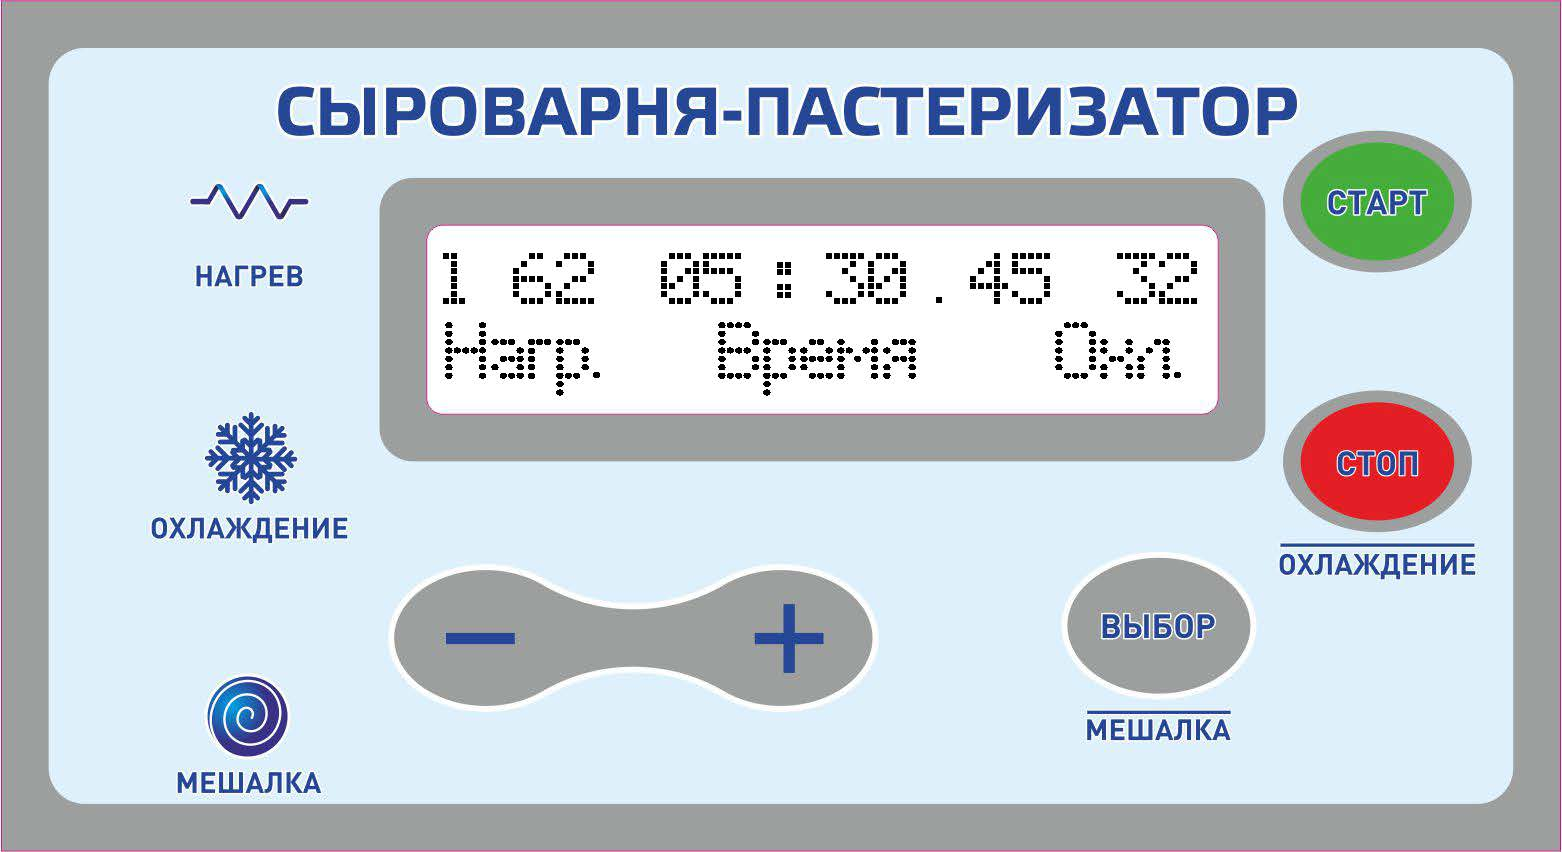 СЫРОВАРНЯ-ПАСТЕРИЗАТОР
НАГРЕВ
1 62 05:30.45 32
Нагр. Время Охл.
СТАРТ
ОХЛАЖДЕНИЕ
СТОП
ОХЛАЖДЕНИЕ
− +
ВЫБОР
МЕШАЛКА
МЕШАЛКА